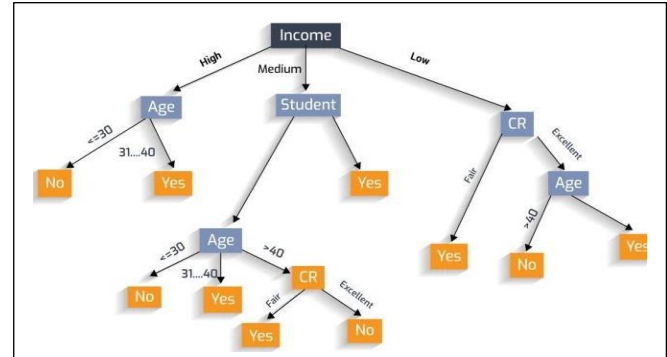 Income
High
Medium
Low
Age
Student
CR
<=30
31....40
Fair
Excellent
No
Yes
Yes
Age
>40
Age
<=30
>40
31....40
CR
Yes
No
Yes
No
Yes
Fair
Excellent
Yes
No